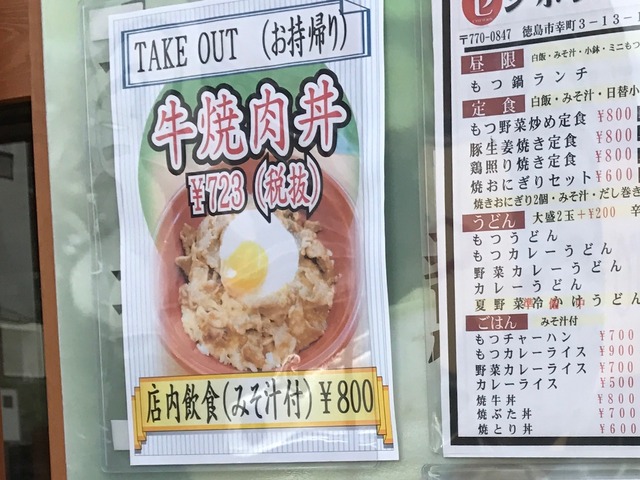 TAKE OUT (お持帰り)
牛焼肉丼
¥723(税抜)
店内飲食(みそ汁付)¥800
〒770-0847 徳島市幸町3-13-
昼限 白飯・みそ汁・小鉢・ミニもつ
もつ鍋ランチ
定食 白飯・みそ汁・日替小
もつ野菜炒め定食 ¥800
豚生姜焼き定食 ¥800
鶏照り焼き定食 ¥800
焼おにぎりセット ¥600
焼きおにぎり2個・みそ汁・だし巻き
うどん 大盛2玉+¥200 辛
もつうどん
もつカレーうどん
野菜カレーうどん
カレーうどん
夏野菜冷かけうどん
ごはん みそ汁付
もつチャーハン ¥700
もつカレーライス ¥900
野菜カレーライス ¥700
カレーライス ¥500
焼牛丼 ¥800
焼ぶた丼 ¥700
焼とり丼 ¥600